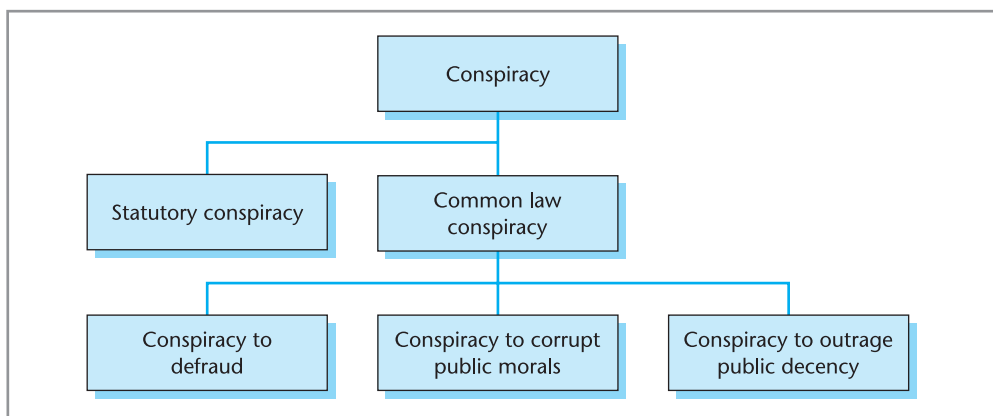 Conspiracy
Statutory conspiracy
Common law
conspiracy
Conspiracy to
defraud
Conspiracy to corrupt
public morals
Conspiracy to outrage
public decency